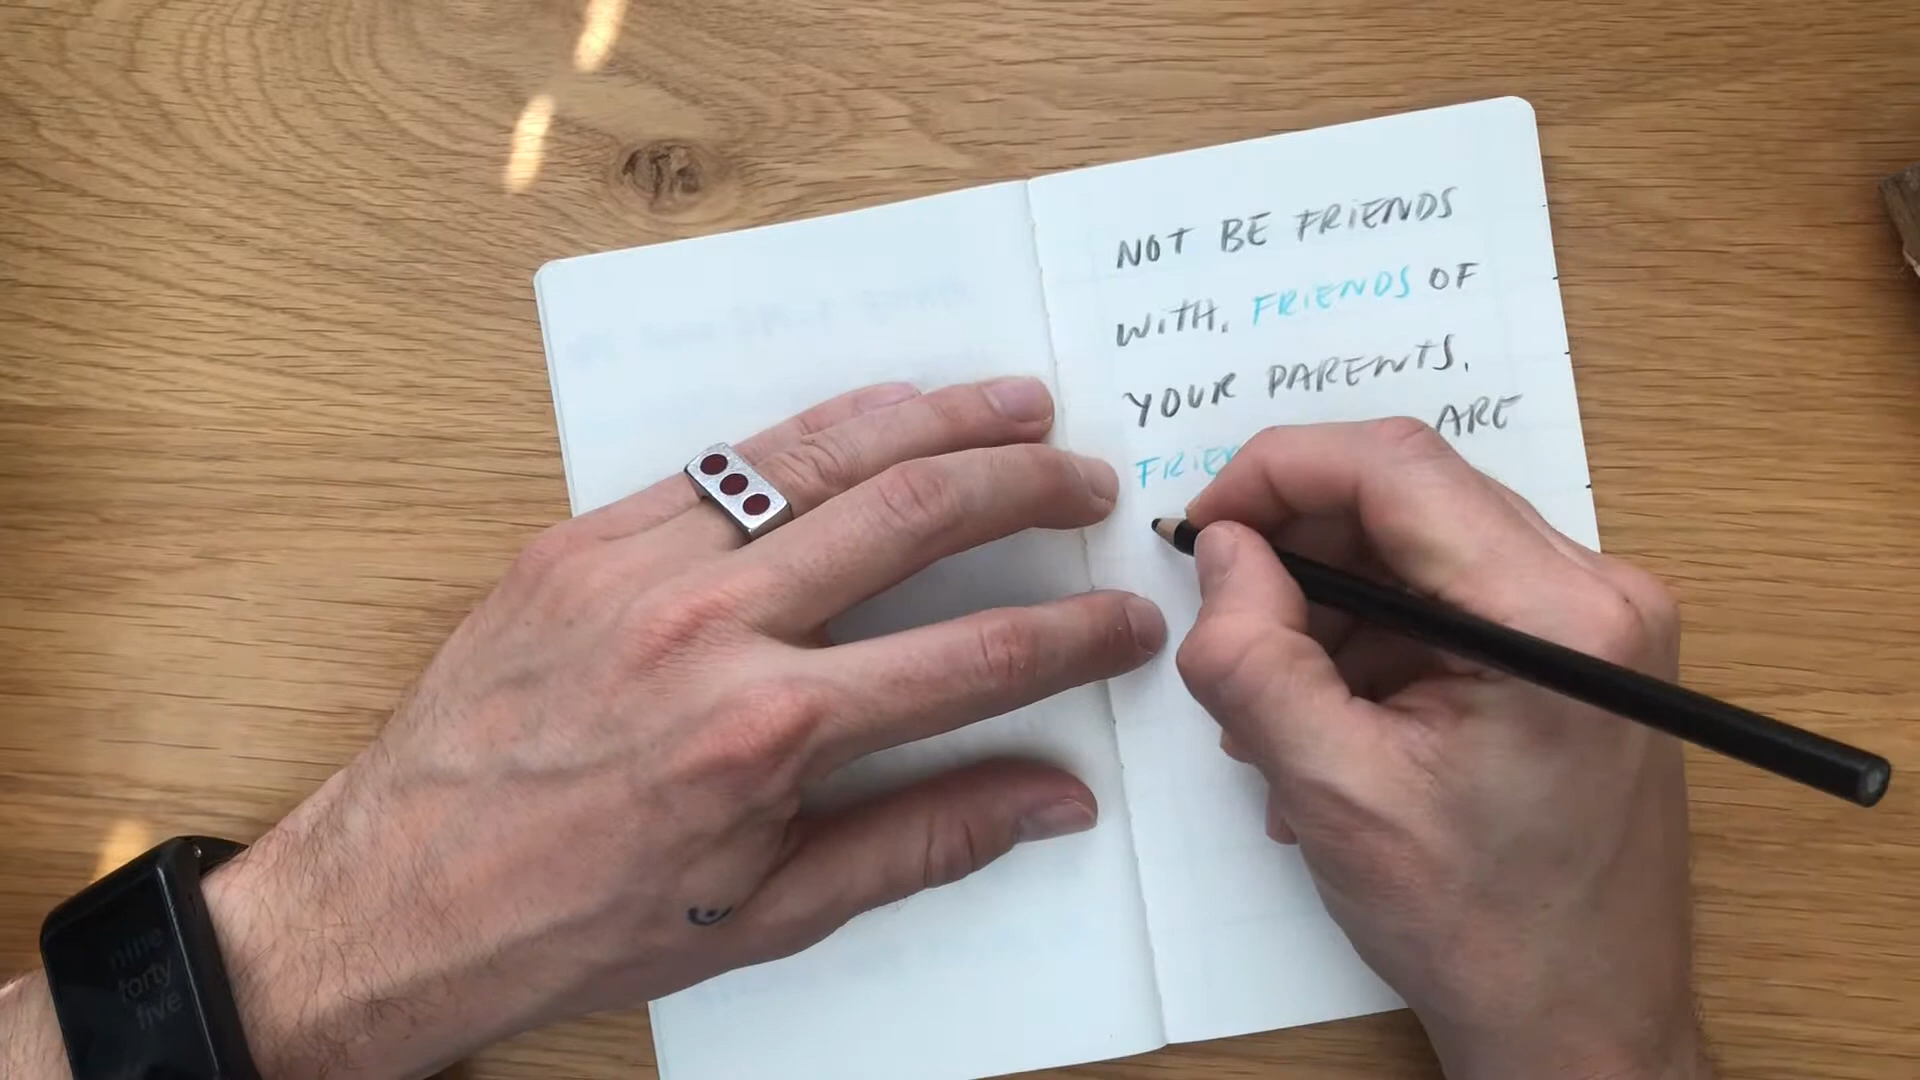 NOT BE FRiENDS
WiTH. FRiENDS OF
YOUR PARENTS.
ARE
nine
forty
five